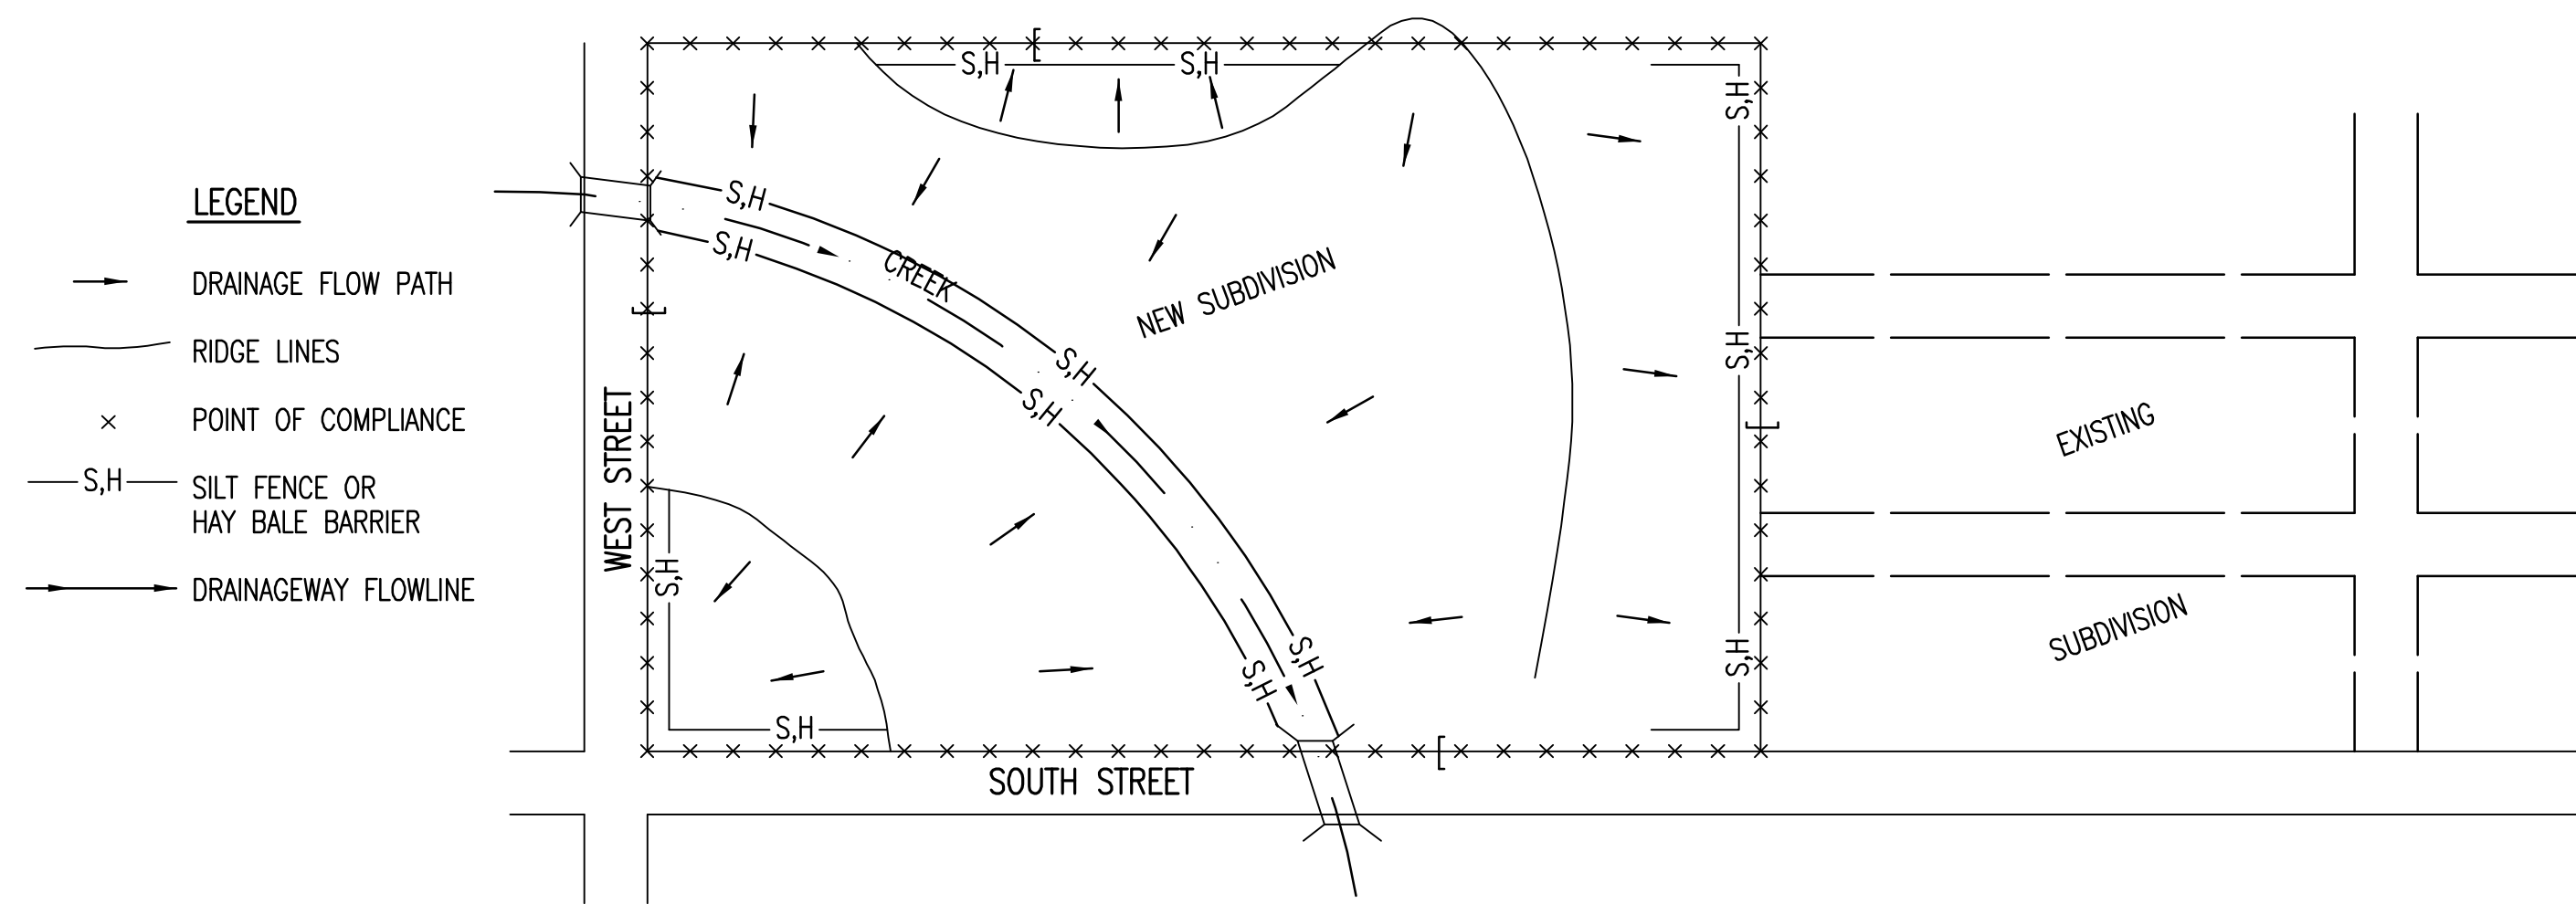 LEGEND
DRAINAGE FLOW PATH
RIDGE LINES
POINT OF COMPLIANCE
S,H
SILT FENCE OR
HAY BALE BARRIER
DRAINAGEWAY FLOWLINE
WEST STREET
SOUTH STREET
S,H
S,H
S,H
S,H
CREEK
NEW SUBDIVISION
S,H
S,H
S,H
S,H
S,H
S,H
S,H
S,H
S,H
EXISTING
SUBDIVISION